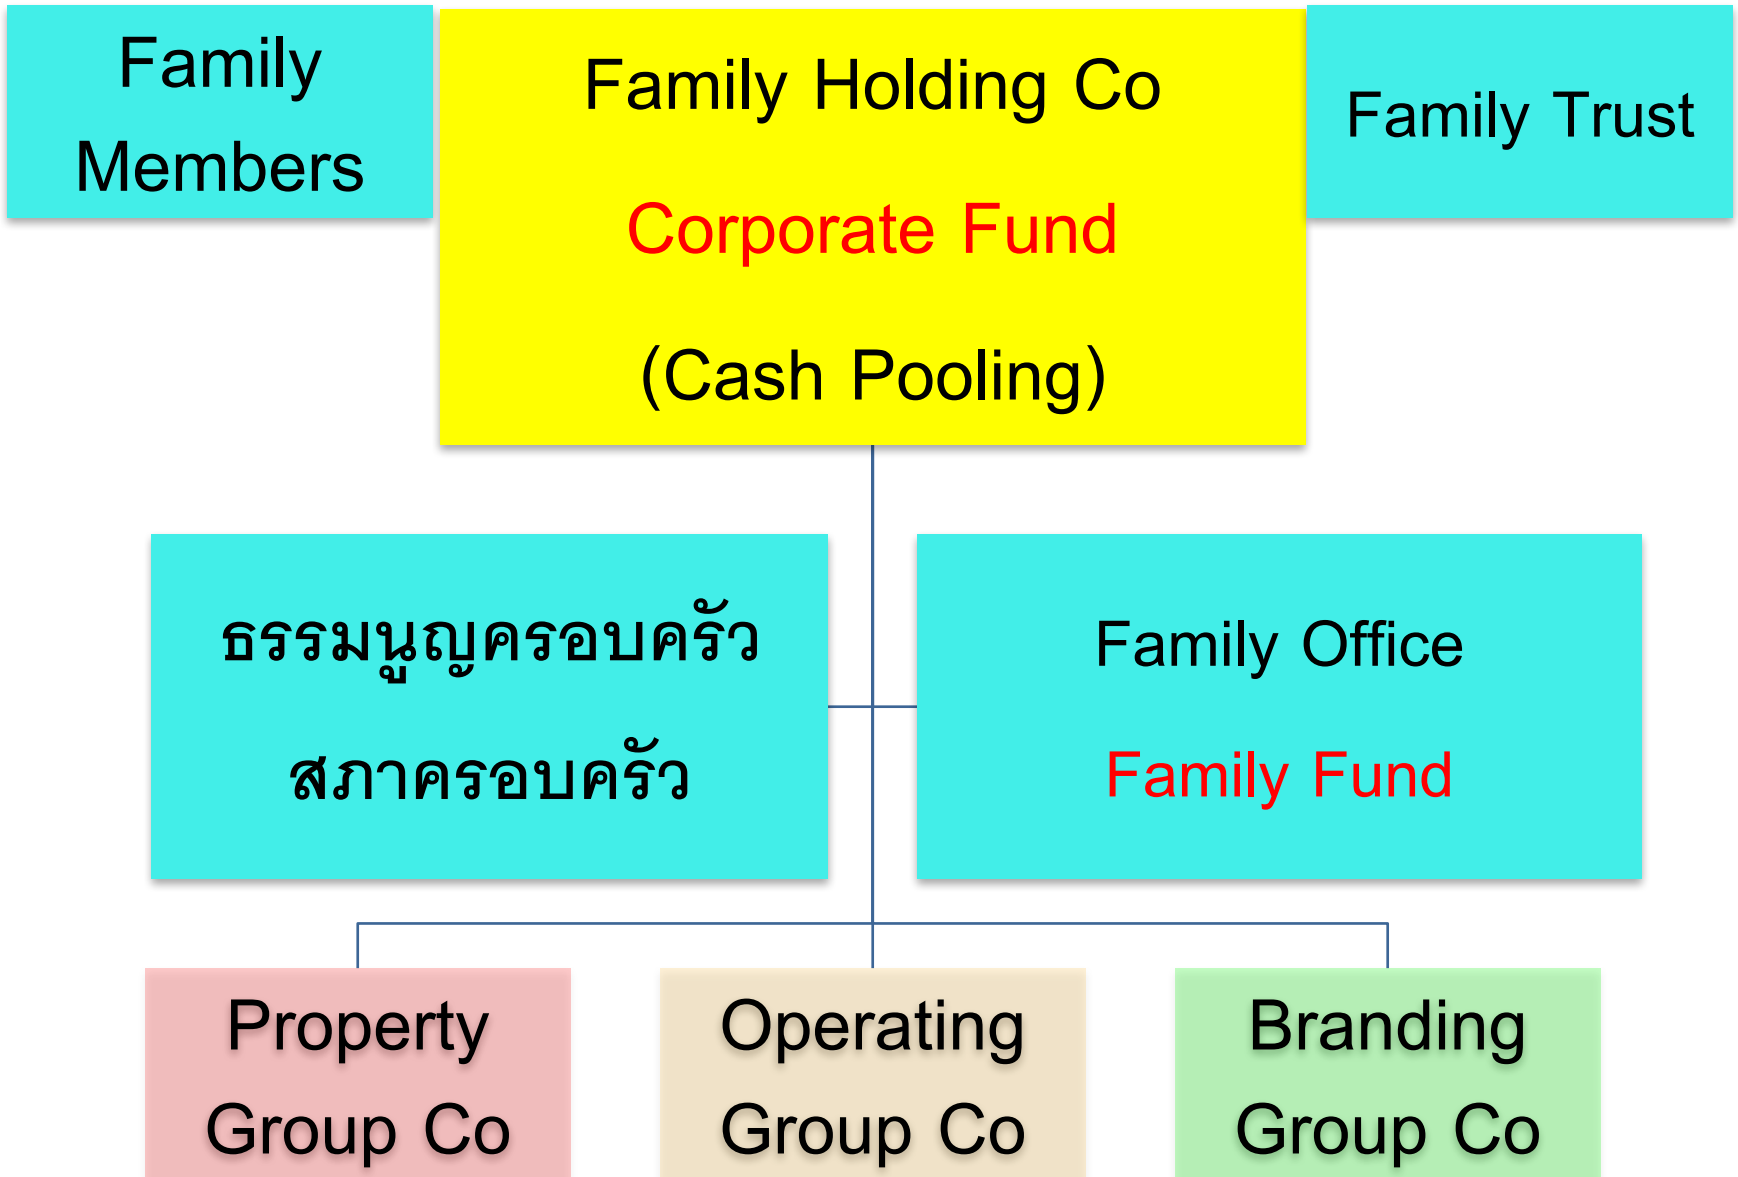 Family
Members
Family Holding Co
Corporate Fund
(Cash Pooling)
Family Trust
ธรรมนูญครอบครัว
สภาครอบครัว
Family Office
Family Fund
Property
Group Co
Operating
Group Co
Branding
Group Co